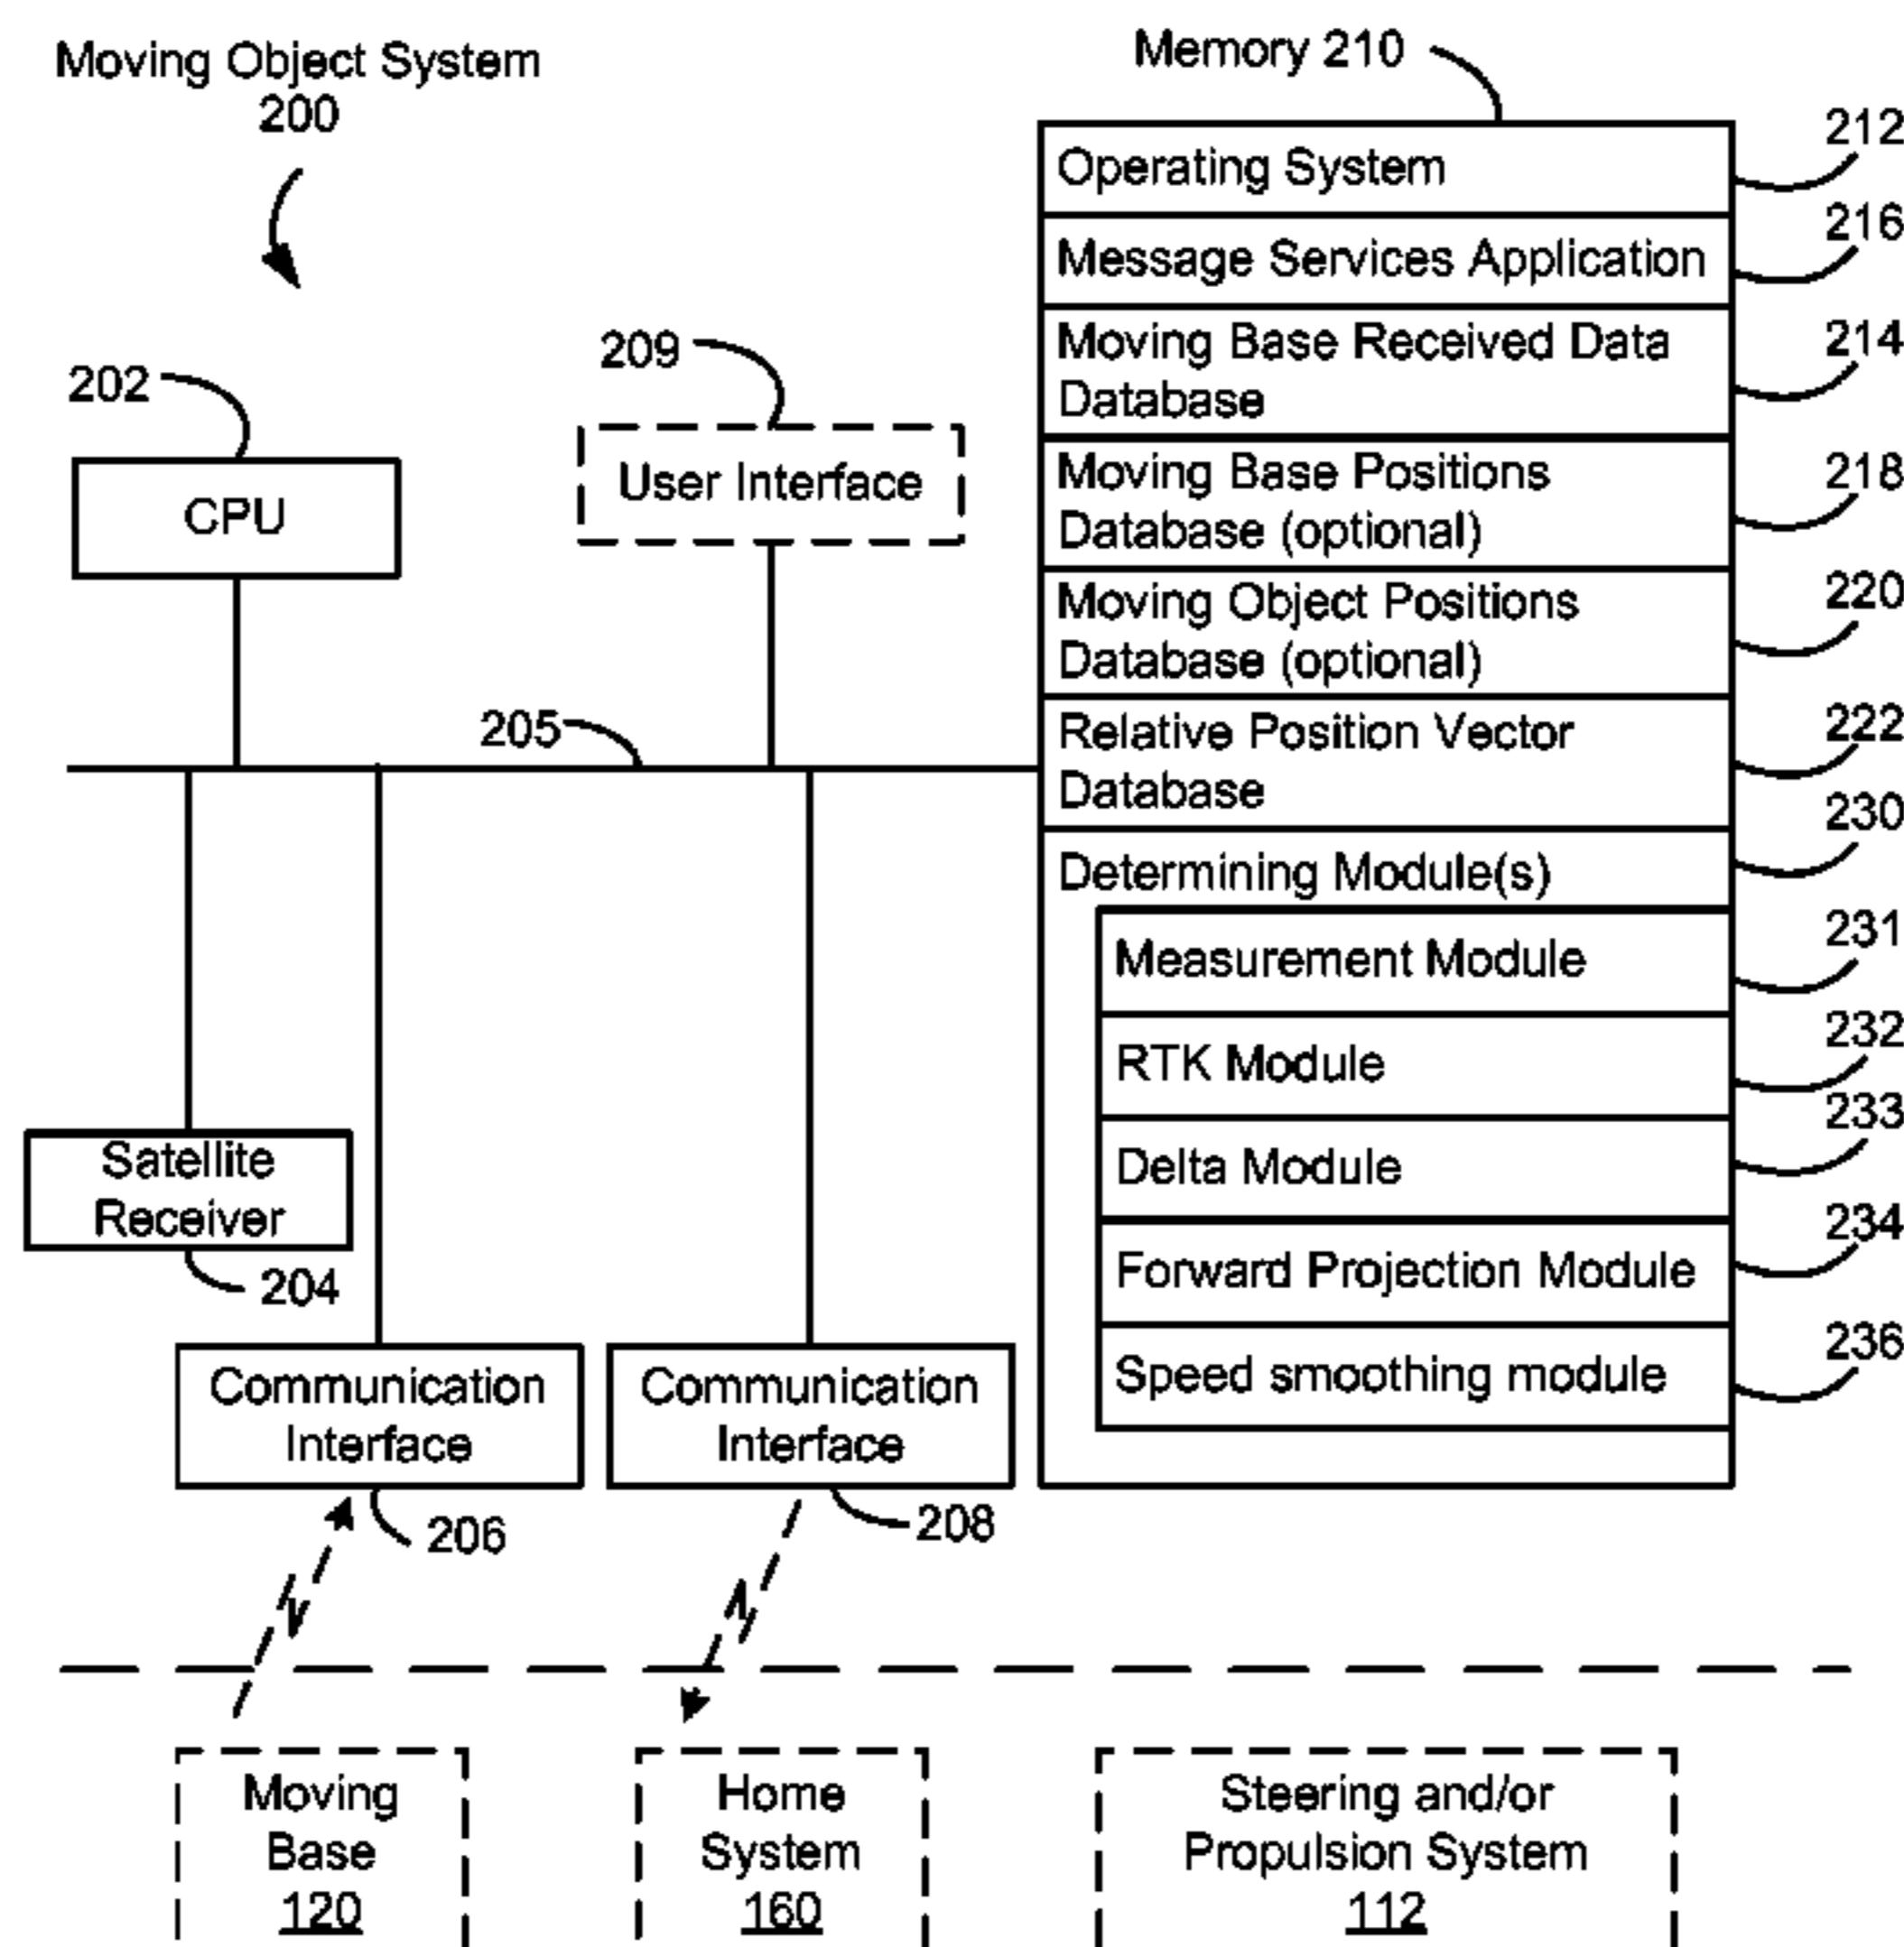 Moving Object System
200
Memory 210
Operating System
212
Message Services Application
216
Moving Base Received Data
Database
214
Moving Base Positions
Database (optional)
218
Moving Object Positions
Database (optional)
220
Relative Position Vector
Database
222
Determining Module(s)
230
Measurement Module
231
RTK Module
232
Delta Module
233
Forward Projection Module
234
Speed smoothing module
236
202
CPU
209
User Interface
205
Satellite
Receiver
204
Communication
Interface
206
Communication
Interface
208
Moving
Base
120
Home
System
160
Steering and/or
Propulsion System
112